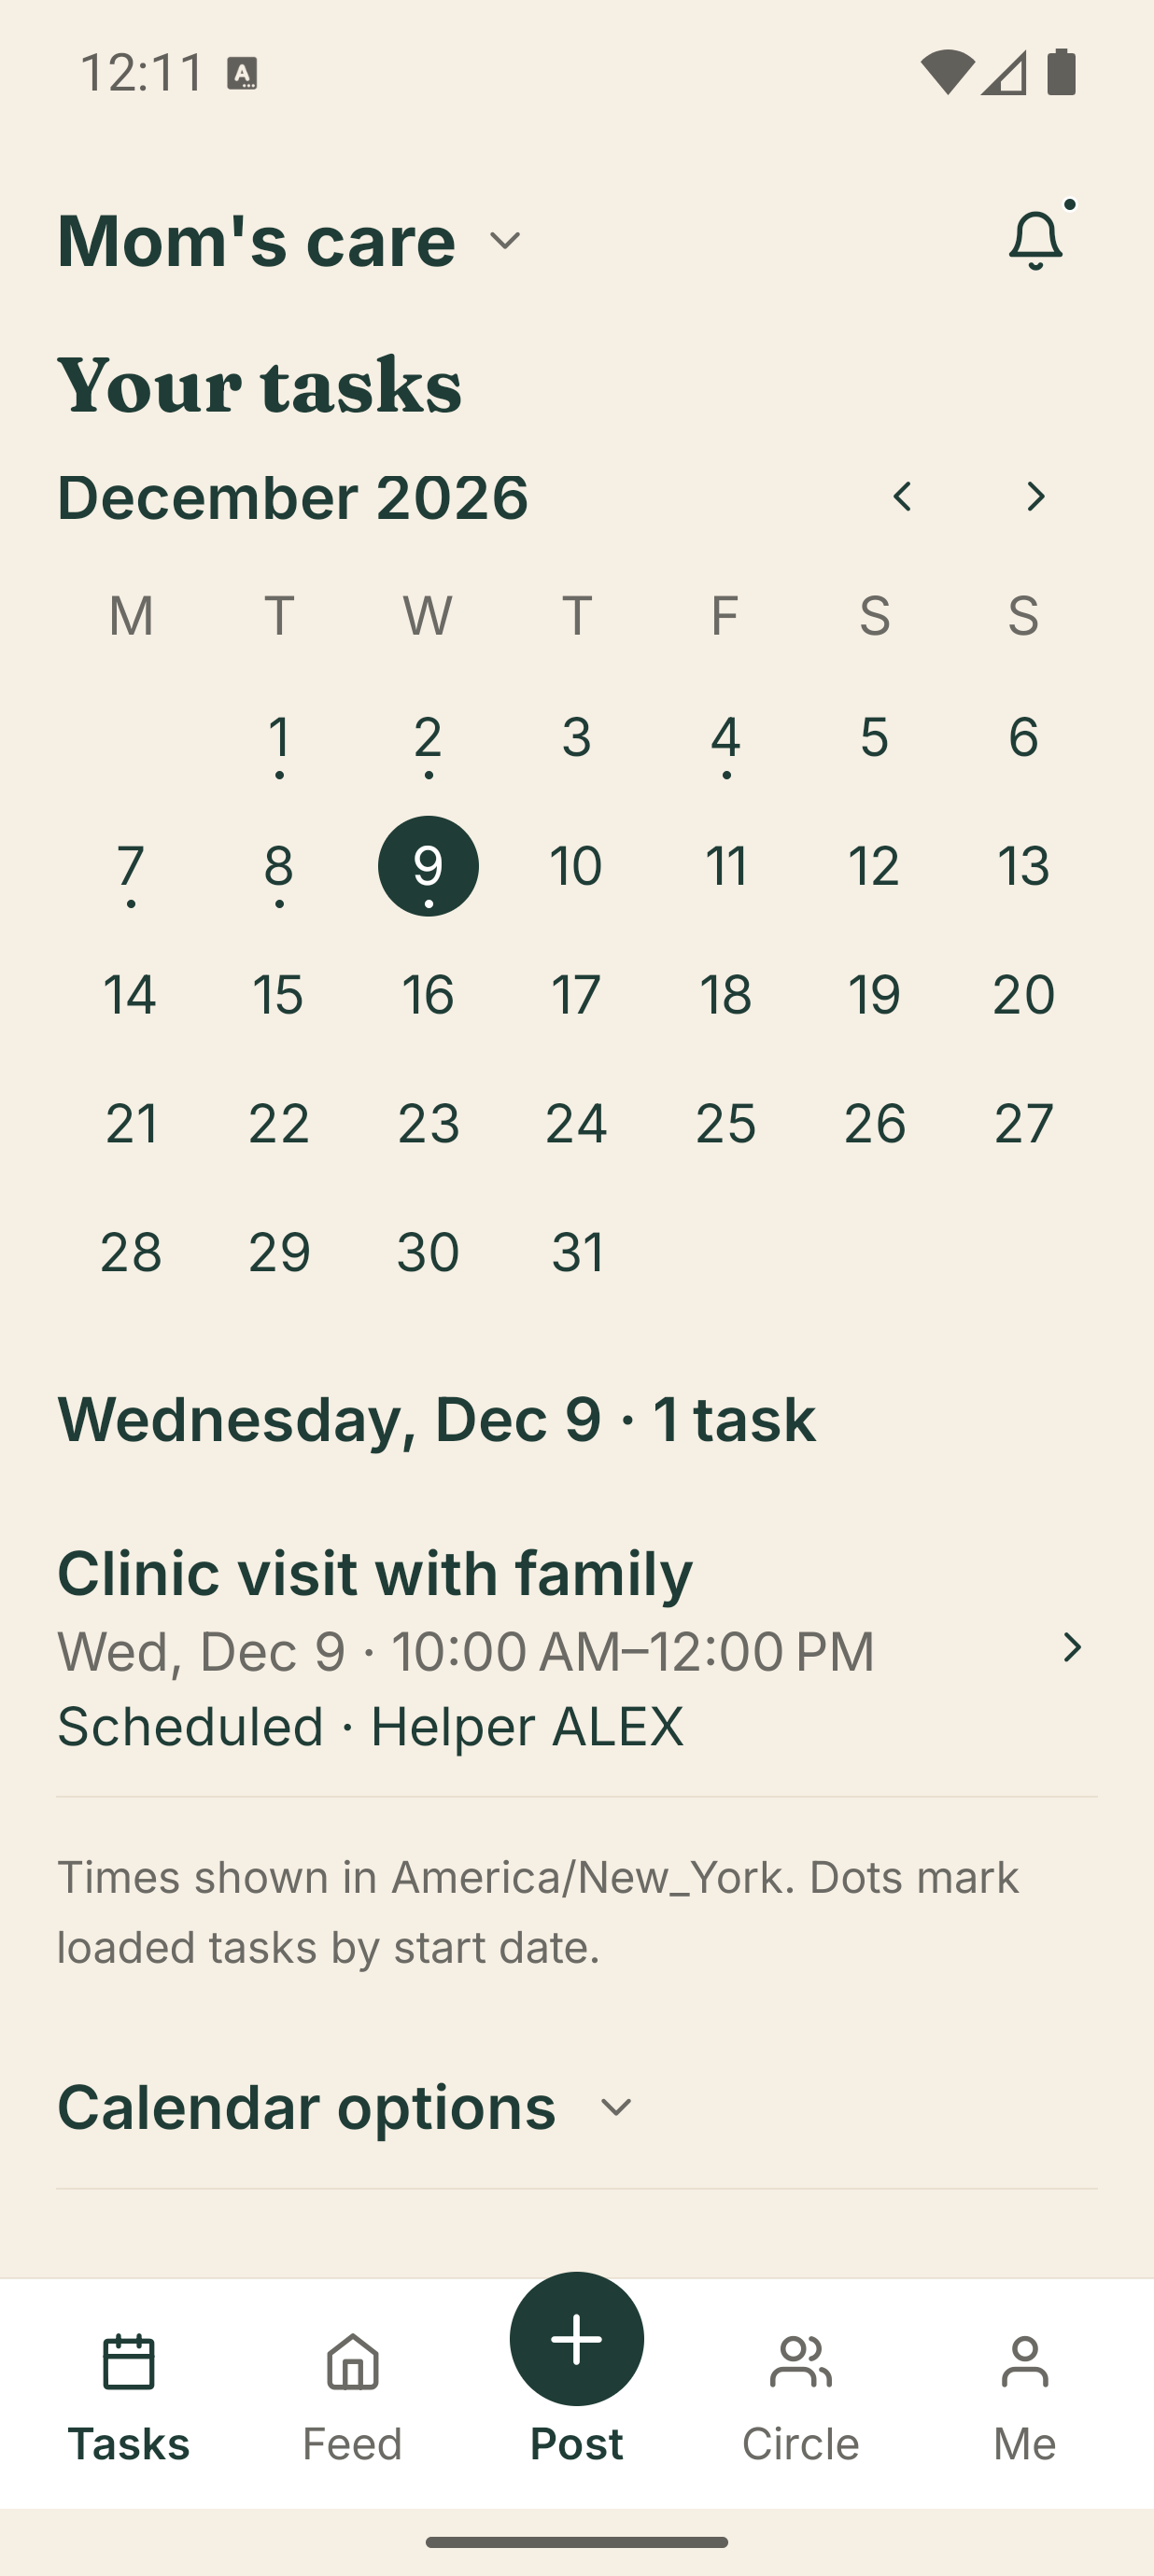 12:11
Mom's care
Your tasks
December 2026
M T W T F S S
1 2 3 4 5 6
7 8 9 10 11 12 13
14 15 16 17 18 19 20
21 22 23 24 25 26 27
28 29 30 31
Wednesday, Dec 9 · 1 task
Clinic visit with family
Wed, Dec 9 · 10:00 AM–12:00 PM
Scheduled · Helper ALEX
Times shown in America/New_York. Dots mark
loaded tasks by start date.
Calendar options
Tasks Feed Post Circle Me